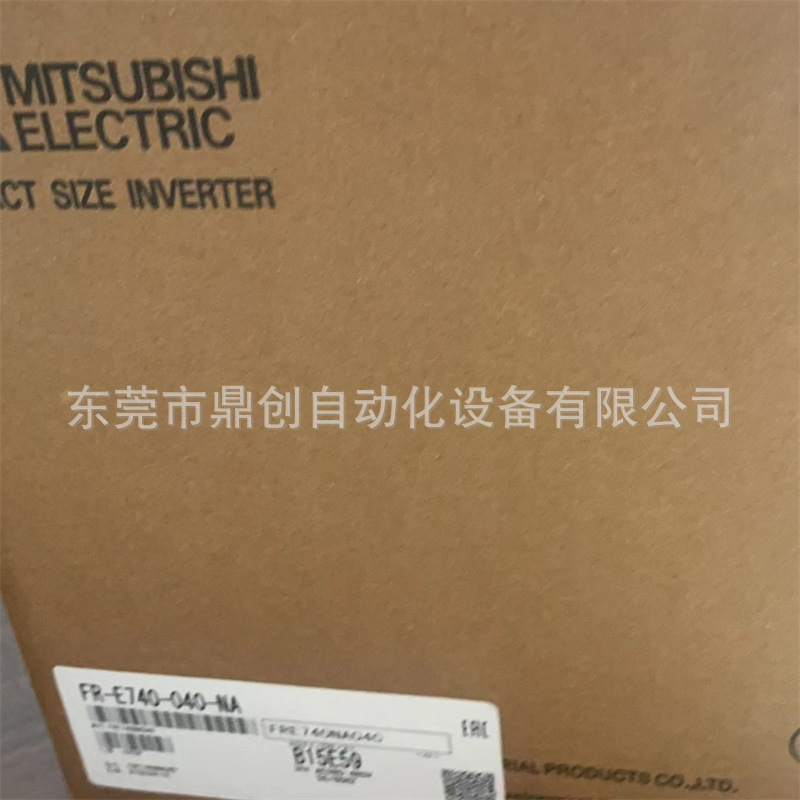 MITSUBISHI
ELECTRIC
CT SIZE INVERTER
东莞市鼎创自动化设备有限公司
FR-E740-040-NA
FRE740NA040
EAC
B15E59
RIAL PRODUCTS CO.,LTD.